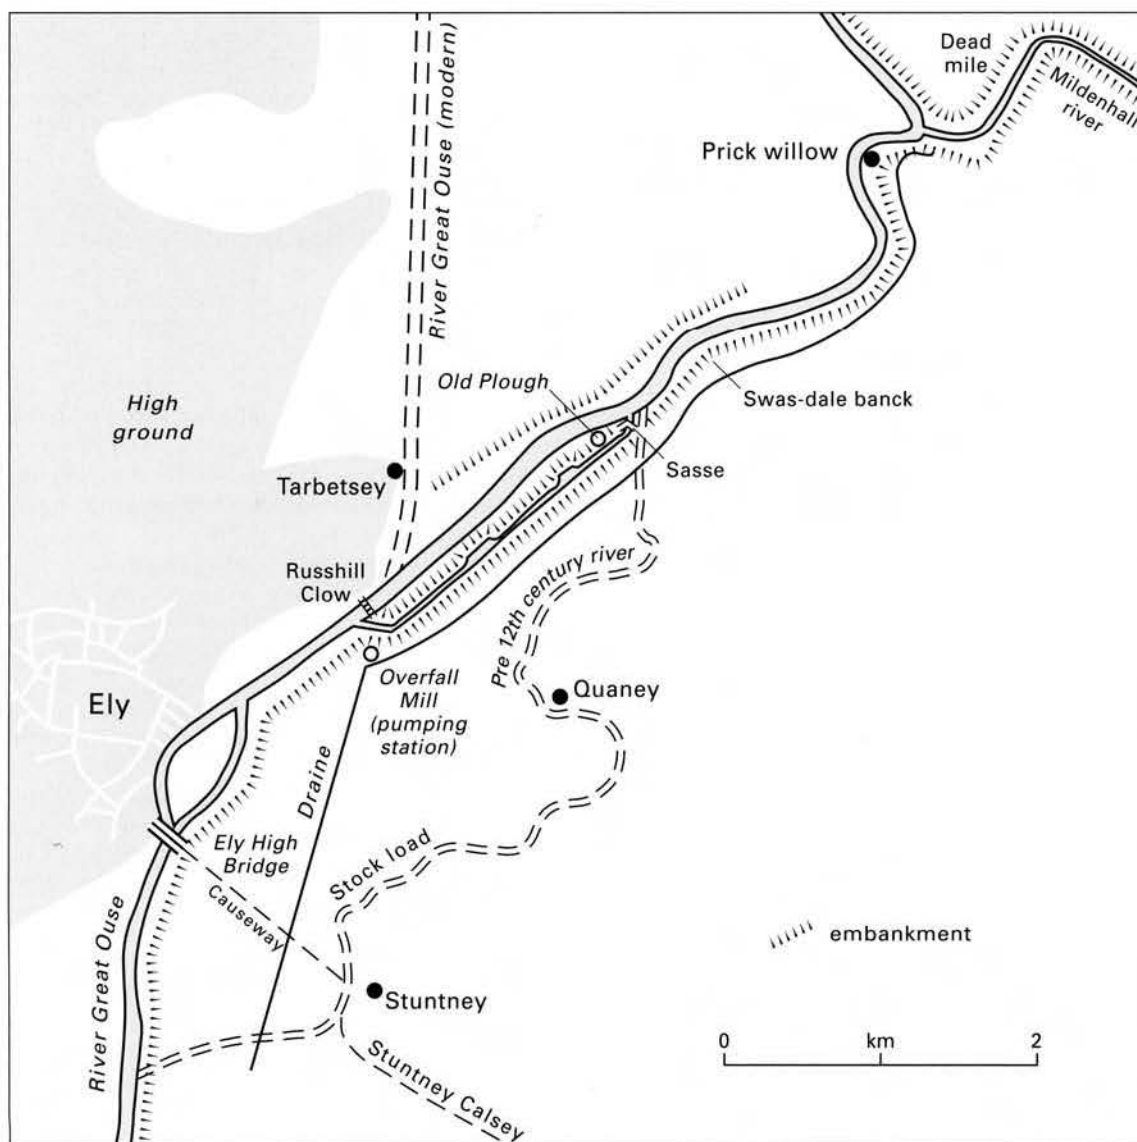 Dead
mile
Mildenhall
river
River Great Ouse (modern)
Prick willow
Old Plough
High
ground
Swas-dale banck
Sasse
Tarbetsey
Russhill
Clow
Pre 12th century river
Ely
Overfall
Mill
(pumping
station)
Quaney
Draine
Ely High
Bridge
Stock load
Causeway
embankment
River Great Ouse
Stuntney
Stuntney Calsey
0 km 2